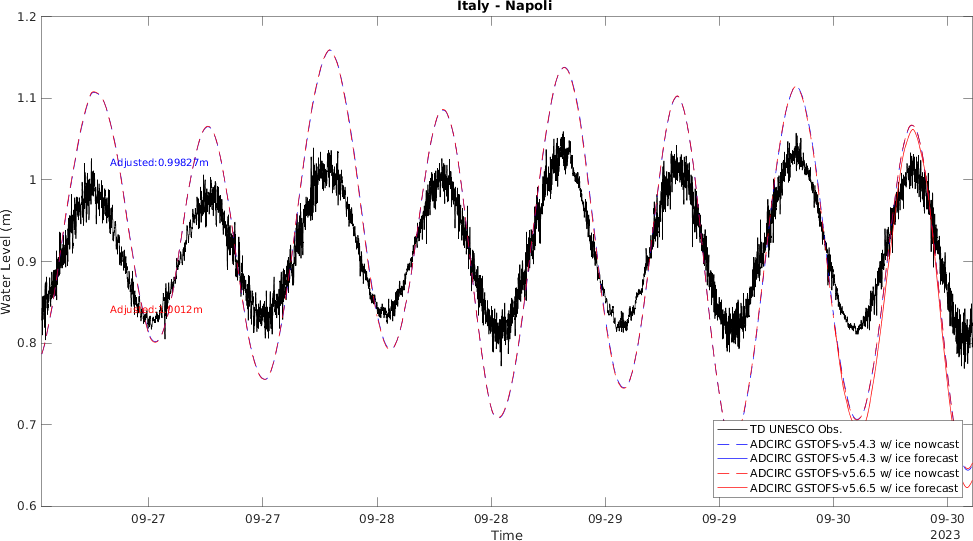 Italy - Napoli
1.2
1.1
1
0.9
0.8
0.7
0.6
Water Level (m)
Adjusted:0.99827m
Adjusted:1.0012m
TD UNESCO Obs.
ADCIRC GSTOFS-v5.4.3 w/ ice nowcast
ADCIRC GSTOFS-v5.4.3 w/ ice forecast
ADCIRC GSTOFS-v5.6.5 w/ ice nowcast
ADCIRC GSTOFS-v5.6.5 w/ ice forecast
09-27 09-27 09-28 09-28 09-29 09-29 09-30 09-30
2023
Time